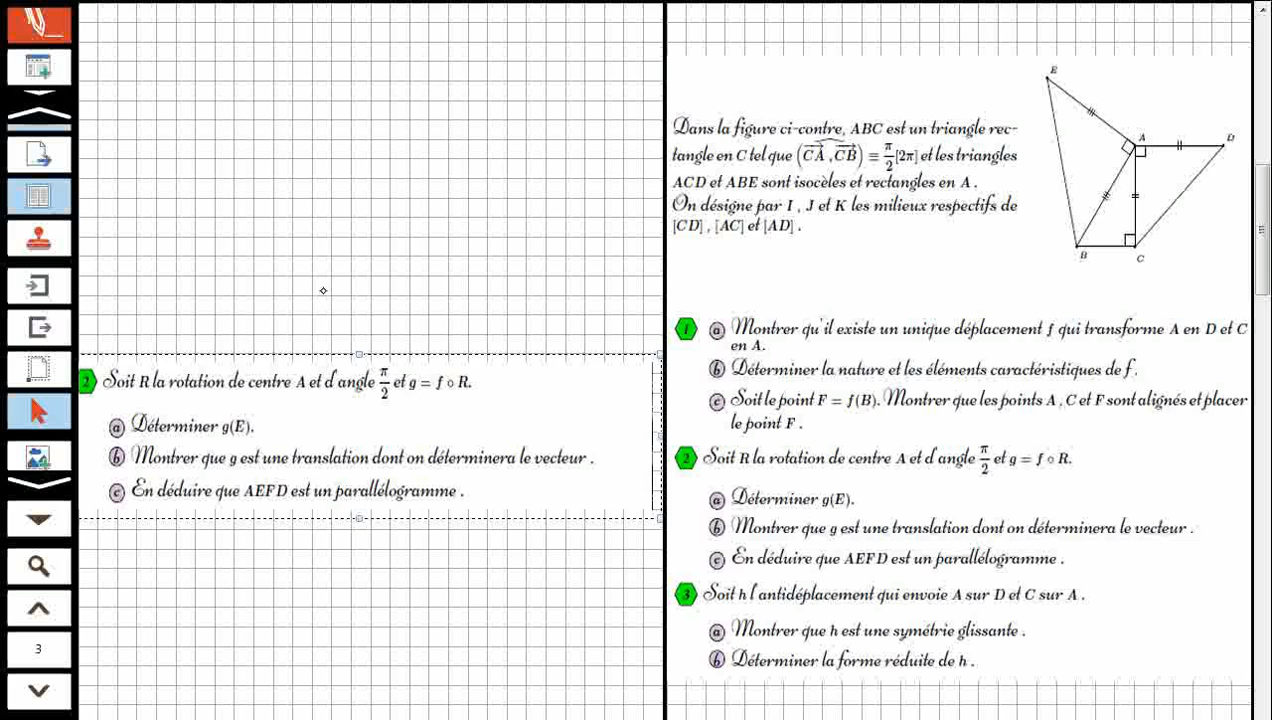 2 Soit R la rotation de centre A et d'angle π/2 et g = f ∘ R.
a Déterminer g(E).
b Montrer que g est une translation dont on déterminera le vecteur .
c En déduire que AEFD est un parallélogramme .
3
Dans la figure ci-contre, ABC est un triangle rec-
tangle en C tel que (CA→ , CB→) ≡ π/2 [2π] et les triangles
ACD et ABE sont isocèles et rectangles en A .
On désigne par I , J et K les milieux respectifs de
[CD] , [AC] et [AD] .
E
A
D
B
C
1 a Montrer qu'il existe un unique déplacement f qui transforme A en D et C
en A.
b Déterminer la nature et les éléments caractéristiques de f.
c Soit le point F = f(B). Montrer que les points A , C et F sont alignés et placer
le point F .
2 Soit R la rotation de centre A et d'angle π/2 et g = f ∘ R.
a Déterminer g(E).
b Montrer que g est une translation dont on déterminera le vecteur .
c En déduire que AEFD est un parallélogramme .
3 Soit h l'antidéplacement qui envoie A sur D et C sur A .
a Montrer que h est une symétrie glissante .
b Déterminer la forme réduite de h .